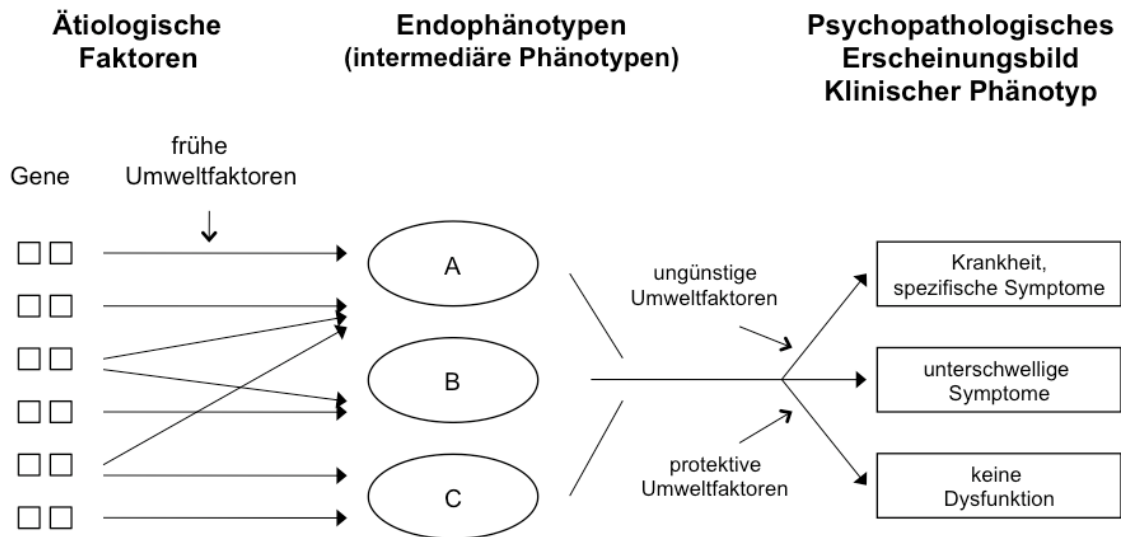 Ätiologische
Faktoren
Endophänotypen
(intermediäre Phänotypen)
Psychopathologisches
Erscheinungsbild
Klinischer Phänotyp
Gene
frühe
Umweltfaktoren
A
B
C
ungünstige
Umweltfaktoren
protektive
Umweltfaktoren
Krankheit,
spezifische Symptome
unterschwellige
Symptome
keine
Dysfunktion